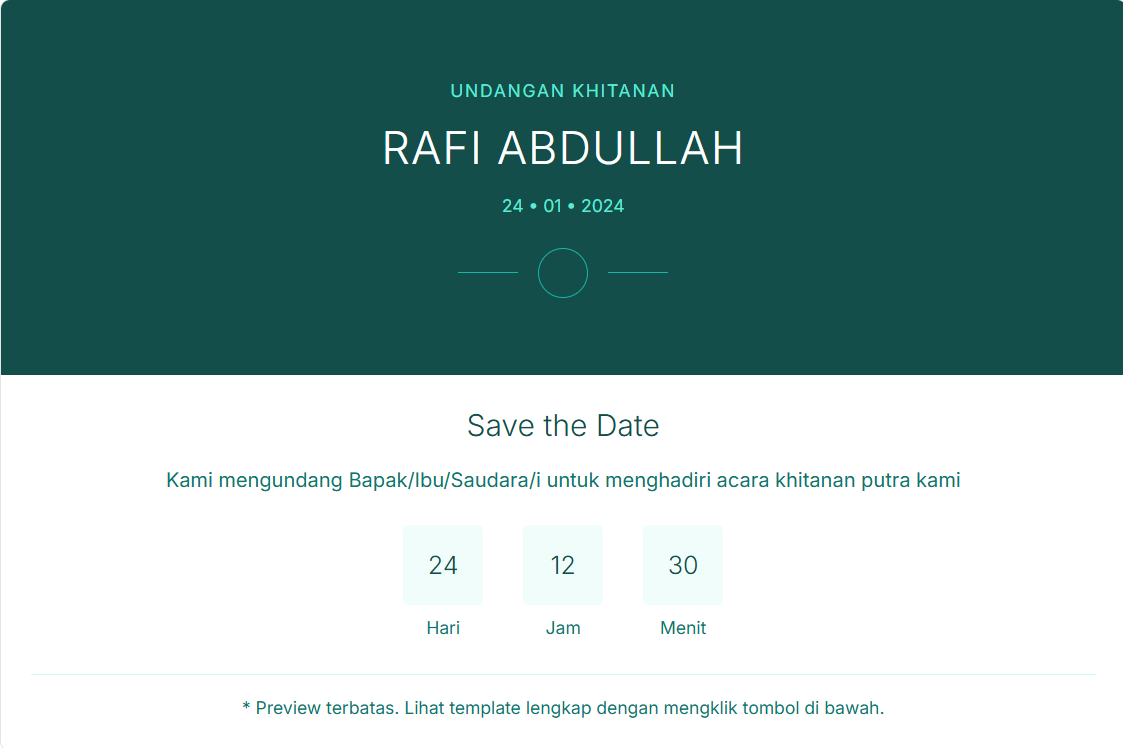 UNDANGAN KHITANAN
RAFI ABDULLAH
24 • 01 • 2024
Save the Date
Kami mengundang Bapak/Ibu/Saudara/i untuk menghadiri acara khitanan putra kami
24 12 30
Hari Jam Menit
* Preview terbatas. Lihat template lengkap dengan mengklik tombol di bawah.